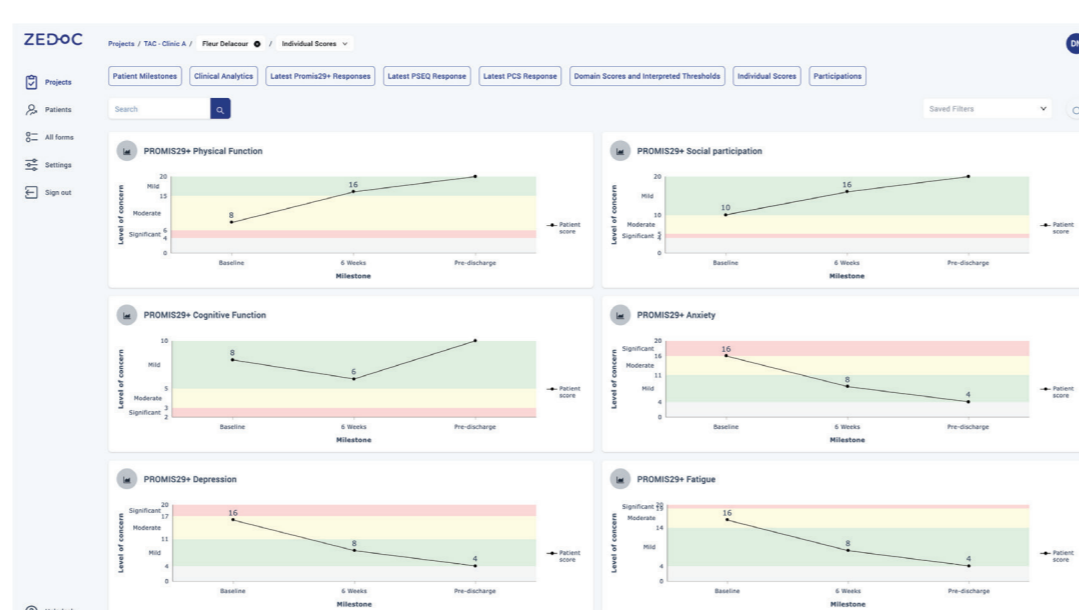 ZEDOC
Projects / TAC - Clinic A / Fleur Delacour / Individual Scores
Projects
Patients
All forms
Settings
Sign out
Patient Milestones
Clinical Analytics
Latest Promis29+ Responses
Latest PSEQ Response
Latest PCS Response
Domain Scores and Interpreted Thresholds
Individual Scores
Participations
Search
Saved Filters
PROMIS29+ Physical Function
Level of concern
20
Mild
15
Moderate
6
Significant
4
0
8
16
Baseline
6 Weeks
Pre-discharge
Milestone
Patient
score
PROMIS29+ Social participation
Level of concern
20
Mild
10
Moderate
Significant
0
10
16
Baseline
6 Weeks
Pre-discharge
Milestone
Patient
score
PROMIS29+ Cognitive Function
Level of concern
10
Mild
5
Moderate
3
Significant
2
8
6
Baseline
6 Weeks
Pre-discharge
Milestone
Patient
score
PROMIS29+ Anxiety
Level of concern
20
Significant
16
Moderate
11
Mild
4
0
16
8
4
Baseline
6 Weeks
Pre-discharge
Milestone
Patient
score
PROMIS29+ Depression
Level of concern
20
Significant
17
Moderate
11
Mild
4
0
16
8
4
Baseline
6 Weeks
Pre-discharge
Milestone
Patient
score
PROMIS29+ Fatigue
Level of concern
20
Significant
Moderate
14
Mild
4
0
16
8
4
Baseline
6 Weeks
Pre-discharge
Milestone
Patient
score